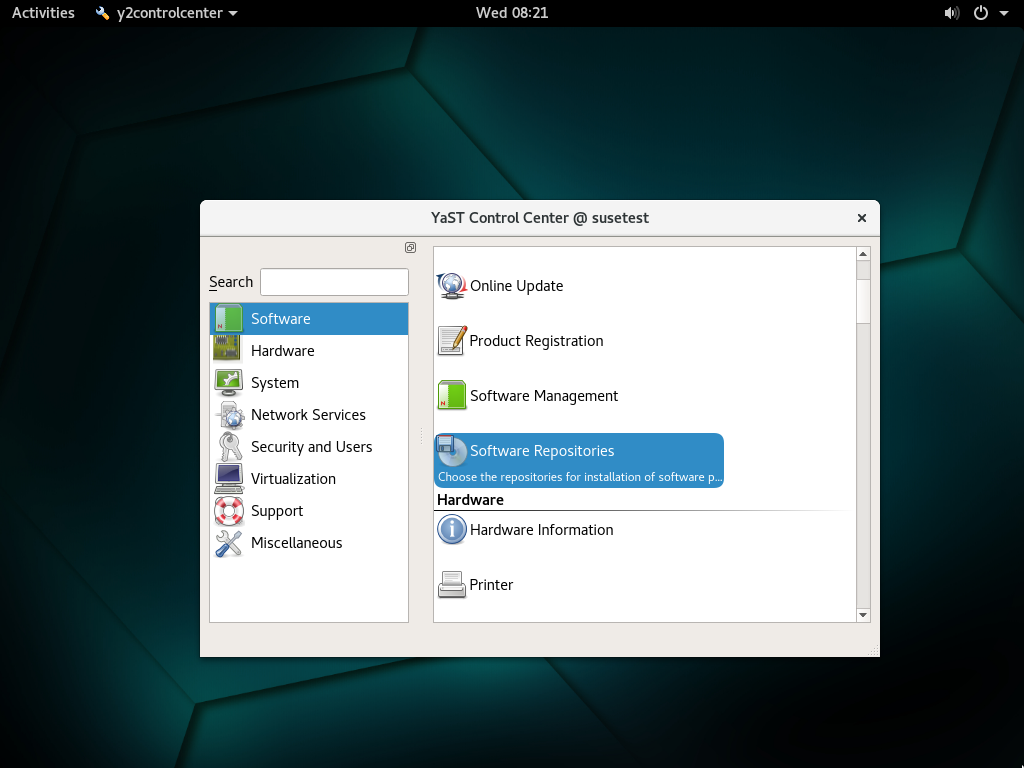 Activities y2controlcenter Wed 08:21
YaST Control Center @ susetest
Search
Software
Hardware
System
Network Services
Security and Users
Virtualization
Support
Miscellaneous
Online Update
Product Registration
Software Management
Software Repositories
Choose the repositories for installation of software p...
Hardware
Hardware Information
Printer